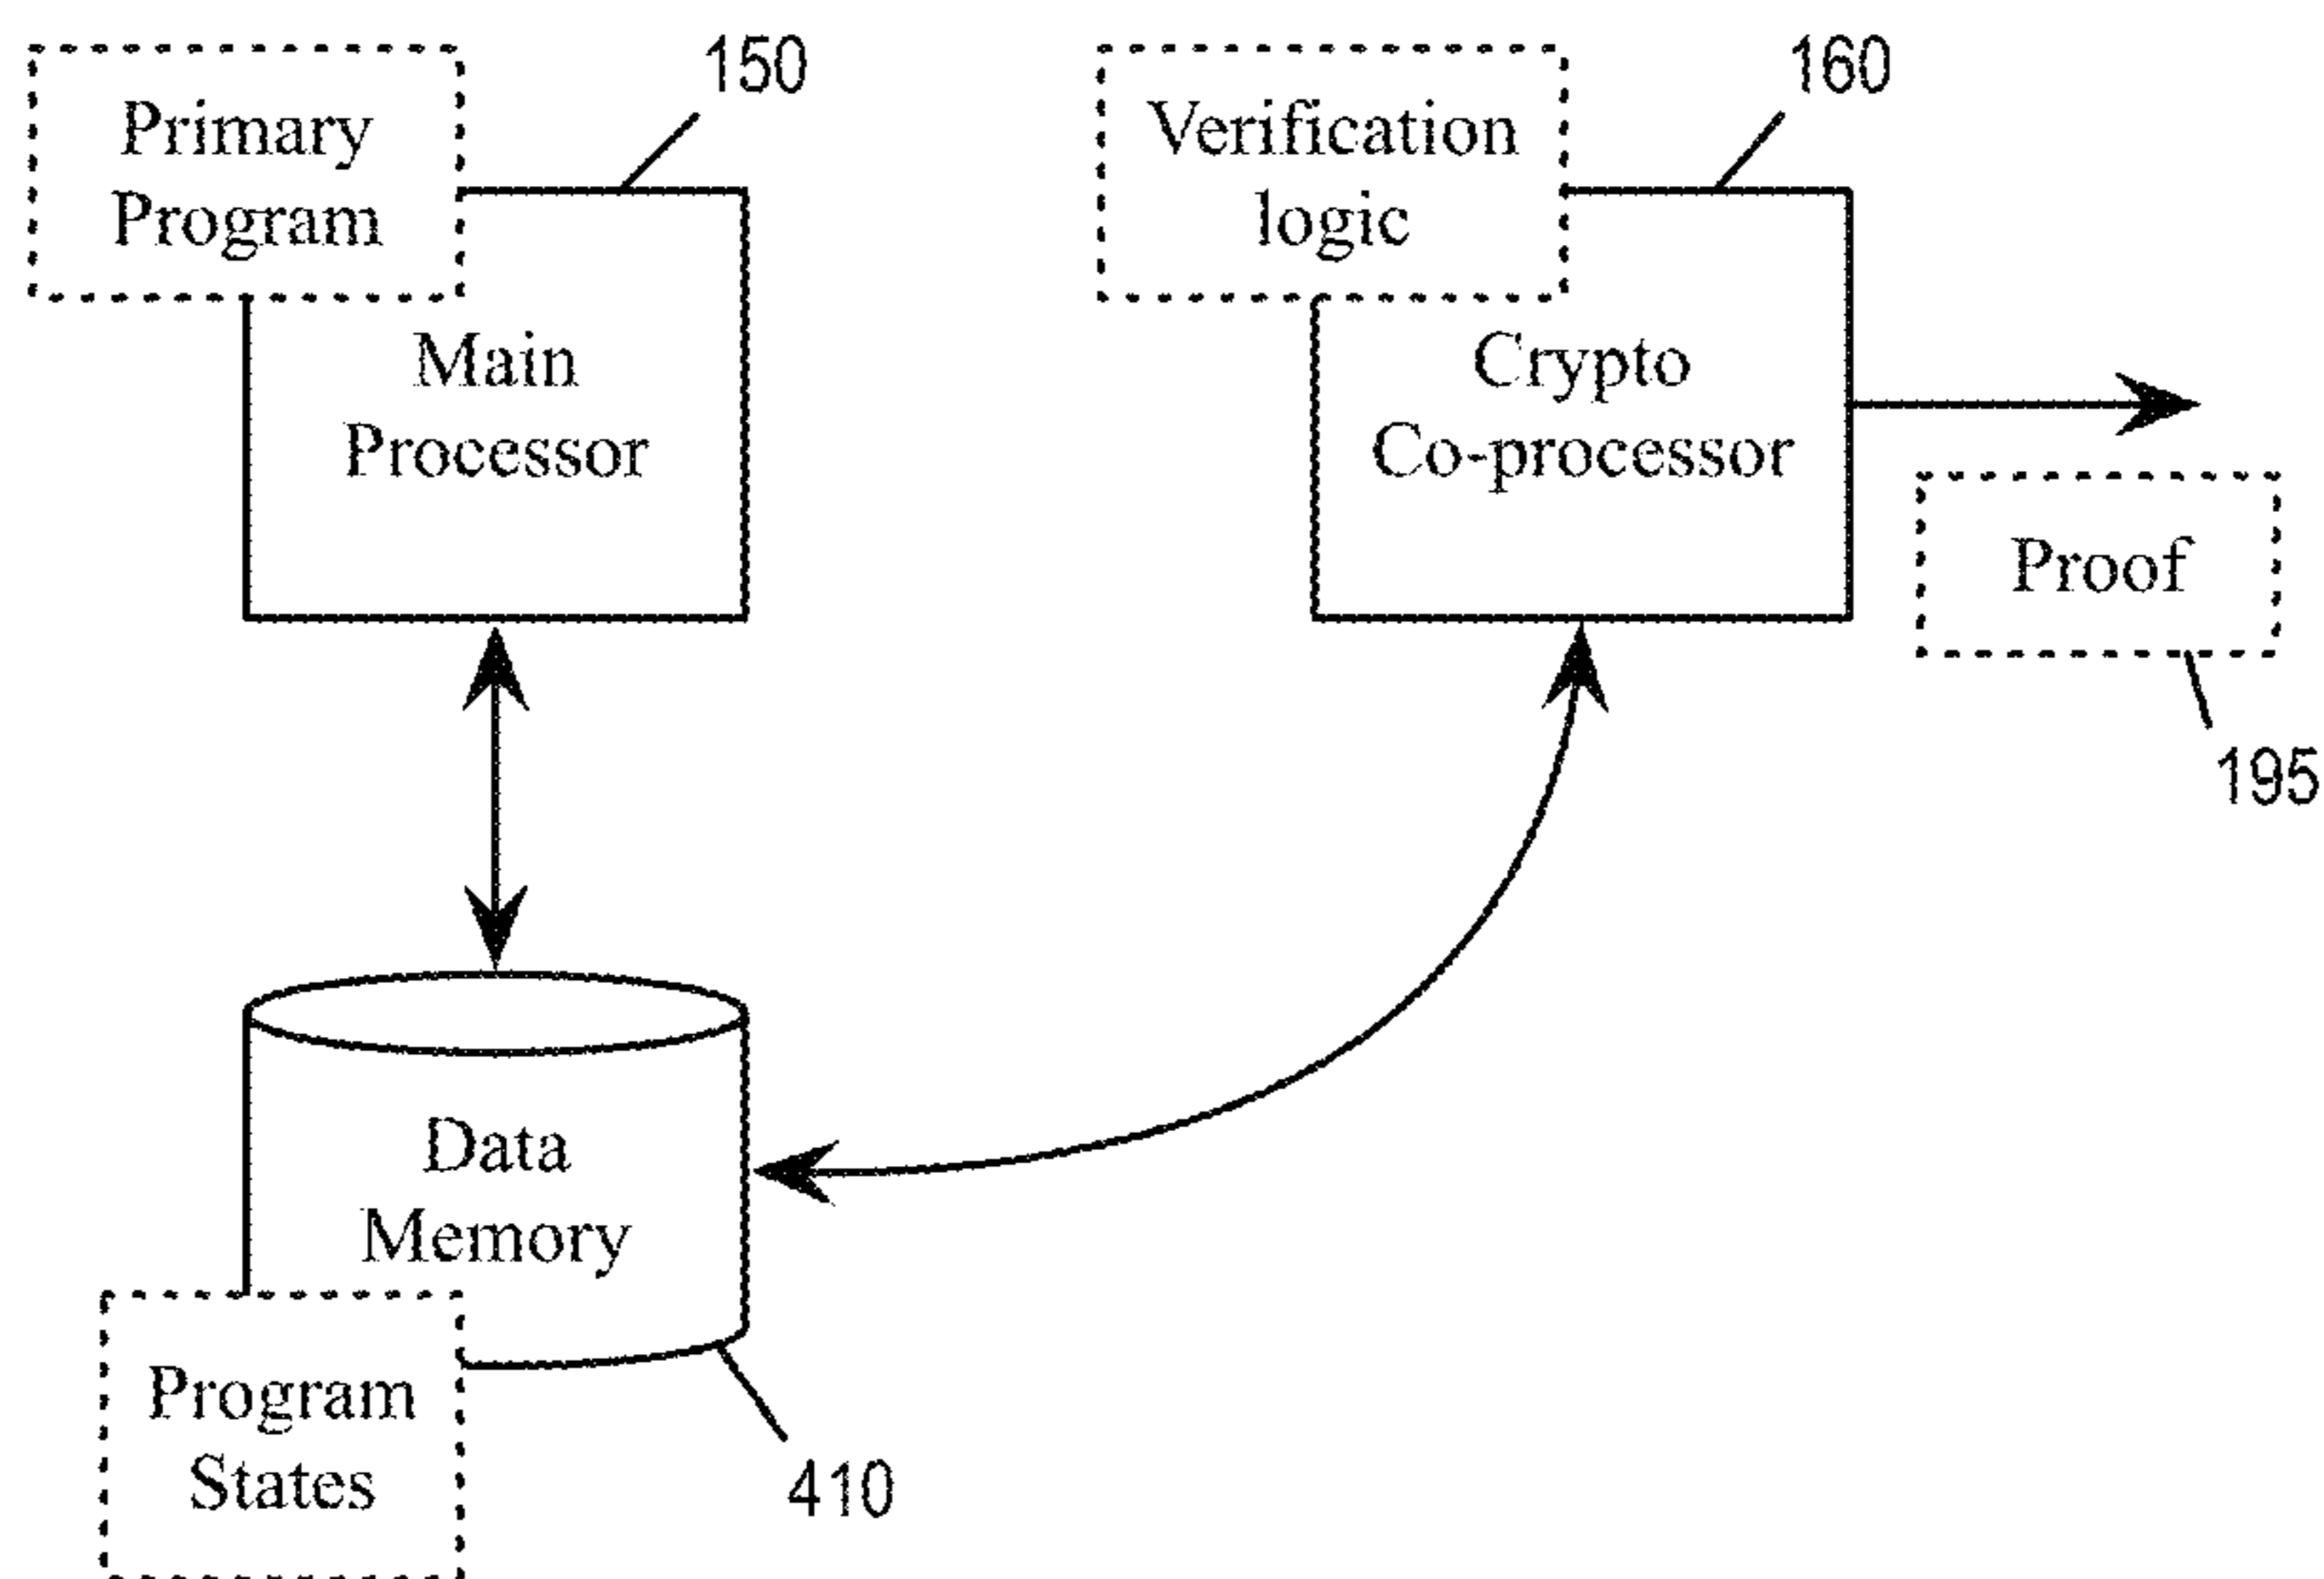 150
160
Primary
Program
Verification
logic
Main
Processor
Crypto
Co-processor
Proof
195
Data
Memory
Program
States
410